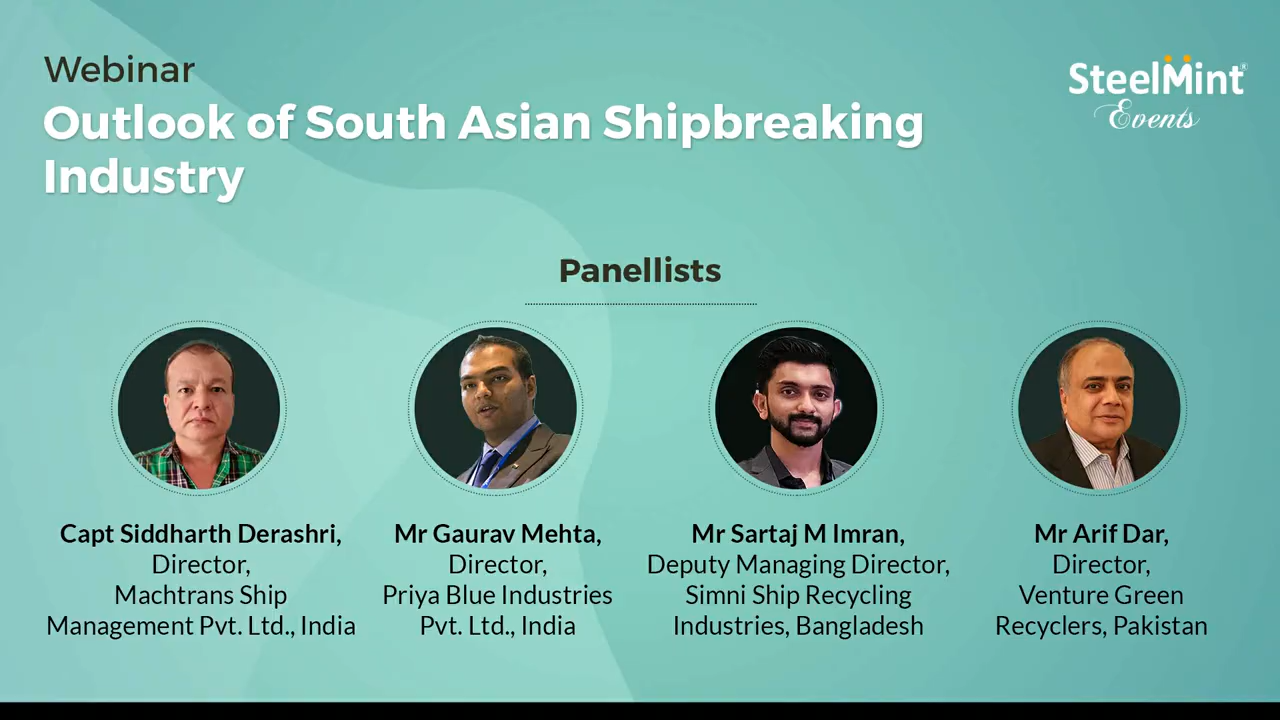 Webinar
Outlook of South Asian Shipbreaking
Industry
SteelMint®
Events
Panellists
Capt Siddharth Derashri,
Director,
Machtrans Ship
Management Pvt. Ltd., India
Mr Gaurav Mehta,
Director,
Priya Blue Industries
Pvt. Ltd., India
Mr Sartaj M Imran,
Deputy Managing Director,
Simni Ship Recycling
Industries, Bangladesh
Mr Arif Dar,
Director,
Venture Green
Recyclers, Pakistan